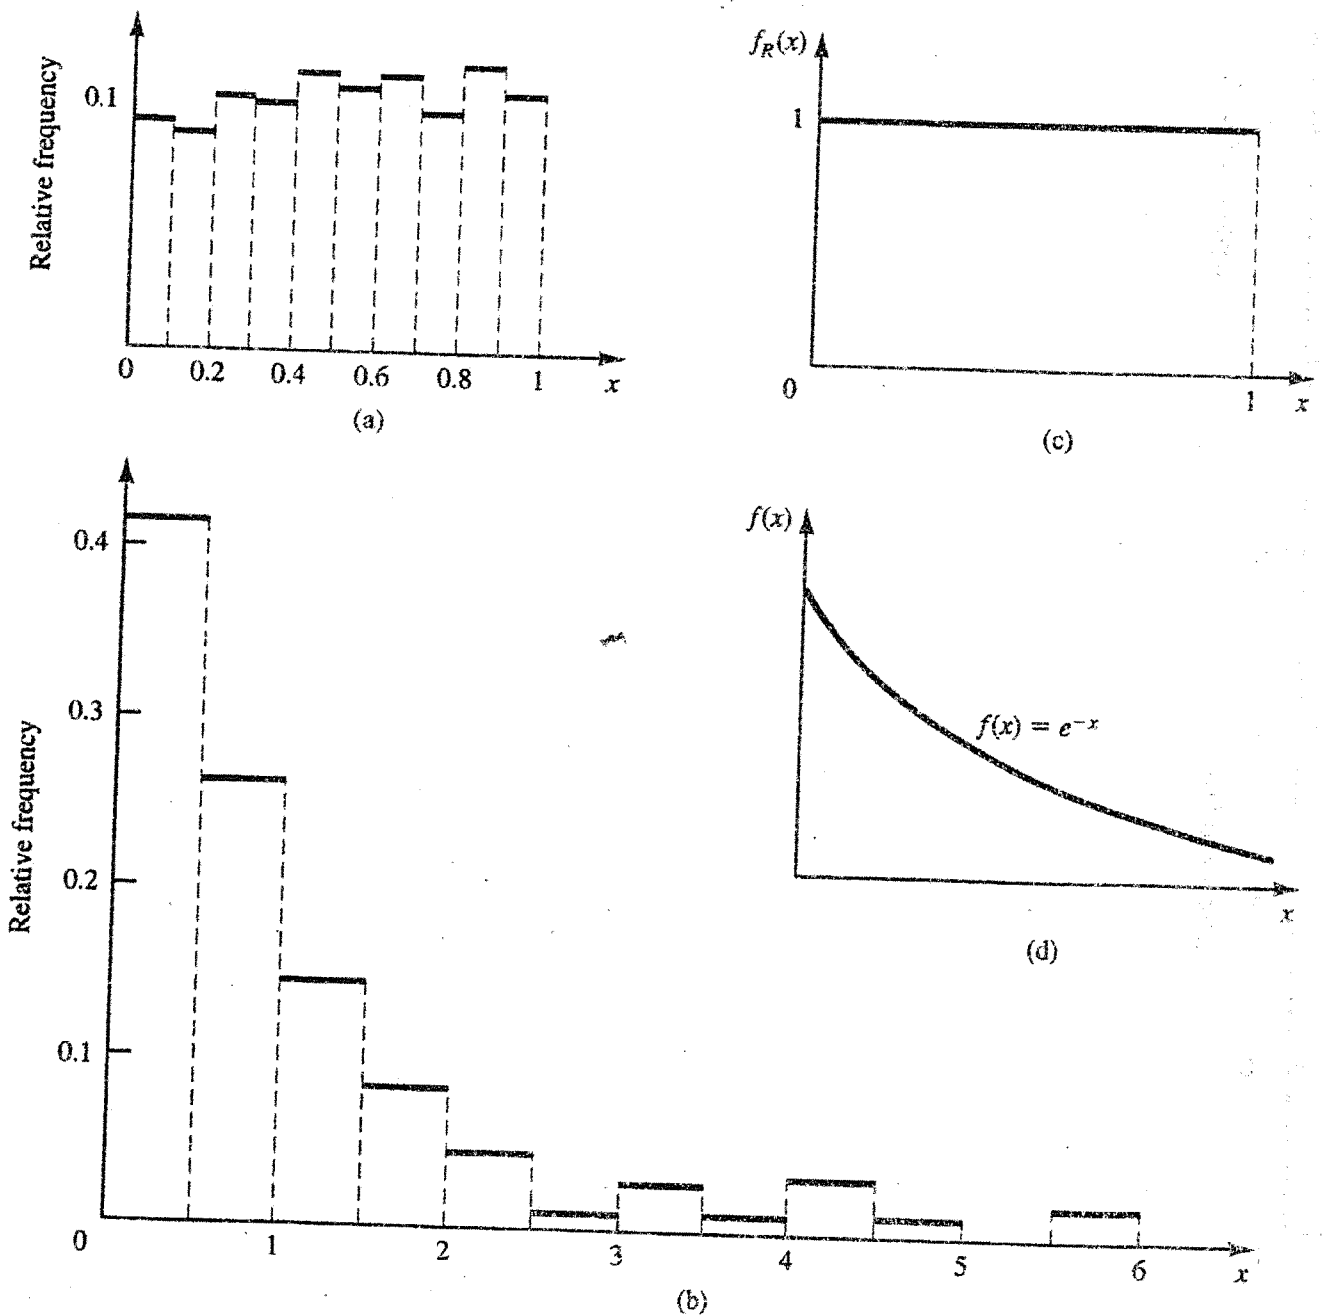 Relative frequency
0.1
0 0.2 0.4 0.6 0.8 1 x
(a)
f_R(x)
1
0 1 x
(c)
Relative frequency
0.4
0.3
0.2
0.1
0 1 2 3 4 5 6 x
(b)
f(x)
f(x) = e^{-x}
x
(d)